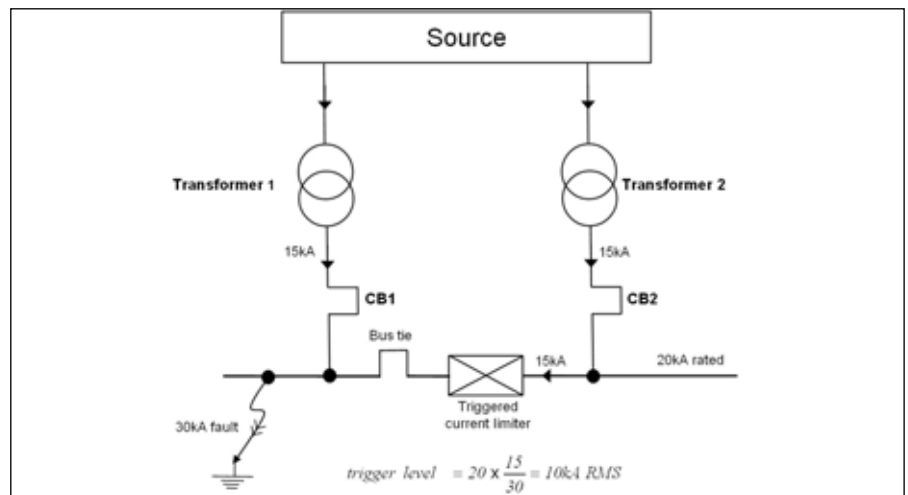 Source
Transformer 1
Transformer 2
15kA
15kA
CB1
CB2
Bus tie
15kA
20kA rated
Triggered
current limiter
30kA fault
trigger level = 20 x 15/30 = 10kA RMS